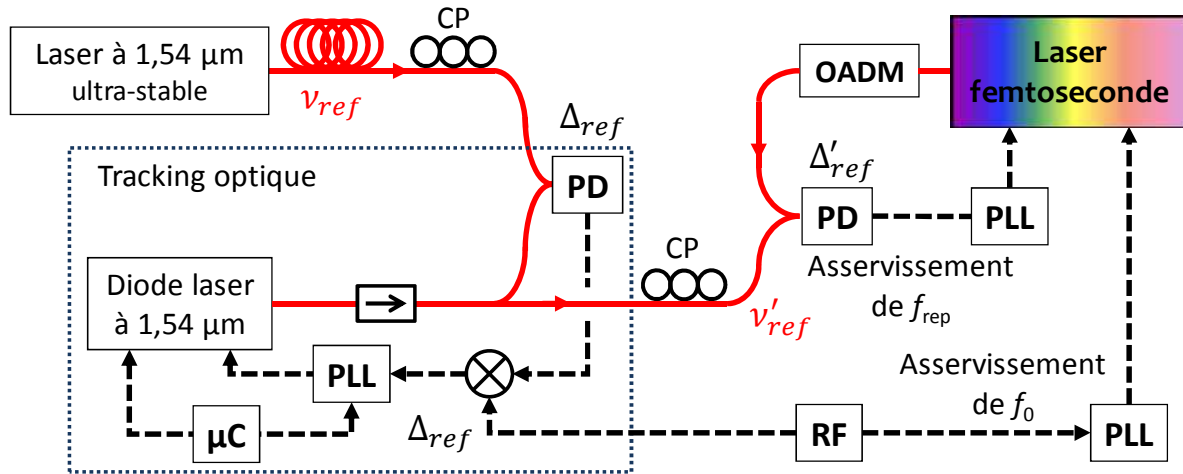 Laser à 1,54 µm
ultra-stable
ν_ref
CP
Δ_ref
OADM
Laser
femtoseconde
Tracking optique
PD
Δ′_ref
PD
PLL
Asservissement
de f_rep
CP
Diode laser
à 1,54 µm
ν′_ref
PLL
µC
Δ_ref
RF
Asservissement
de f_0
PLL